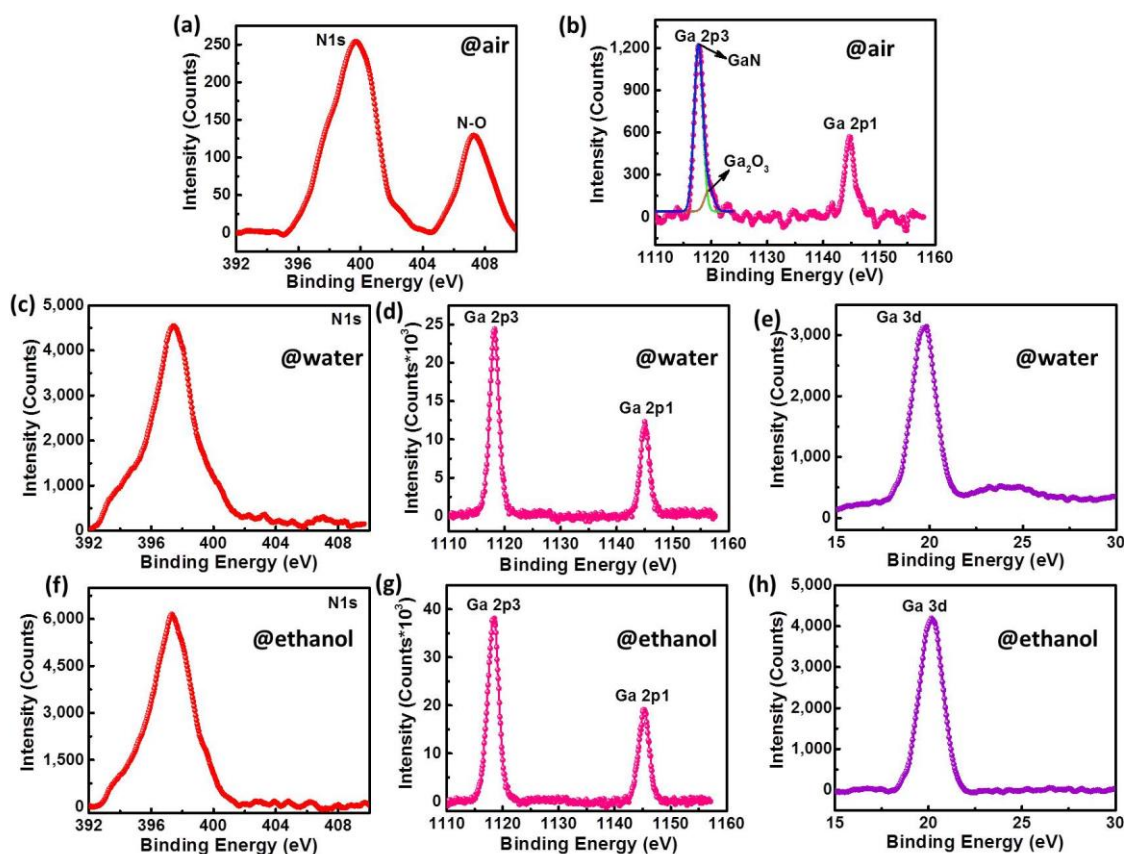 (a)
N1s
@air
N-O
Intensity (Counts)
250
200
150
100
50
0
392 396 400 404 408
Binding Energy (eV)
(b)
Ga 2p3
GaN
@air
Ga 2p1
Ga₂O₃
Intensity (Counts)
1,200
900
600
300
0
1110 1120 1130 1140 1150 1160
Binding Energy (eV)
(c)
N1s
@water
Intensity (Counts)
5,000
4,000
3,000
2,000
1,000
0
392 396 400 404 408
Binding Energy (eV)
(d)
Ga 2p3
@water
Ga 2p1
Intensity (Counts*10³)
25
20
15
10
5
0
1110 1120 1130 1140 1150 1160
Binding Energy (eV)
(e)
Ga 3d
@water
Intensity (Counts)
3,000
2,000
1,000
0
15 20 25 30
Binding Energy (eV)
(f)
N1s
@ethanol
Intensity (Counts)
6,000
4,500
3,000
1,500
0
392 396 400 404 408
Binding Energy (eV)
(g)
Ga 2p3
@ethanol
Ga 2p1
Intensity (Counts*10³)
40
30
20
10
0
1110 1120 1130 1140 1150 1160
Binding Energy (eV)
(h)
Ga 3d
@ethanol
Intensity (Counts)
5,000
4,000
3,000
2,000
1,000
0
15 20 25 30
Binding Energy (eV)